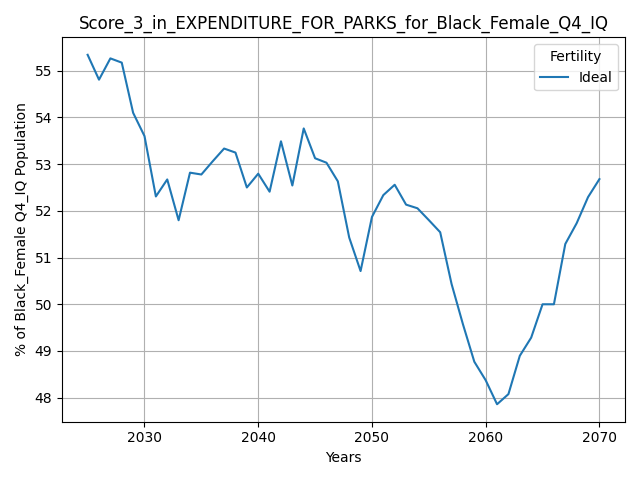 Score_3_in_EXPENDITURE_FOR_PARKS_for_Black_Female_Q4_IQ
Fertility
Ideal
% of Black_Female Q4_IQ Population
55
54
53
52
51
50
49
48
2030
2040
2050
2060
2070
Years